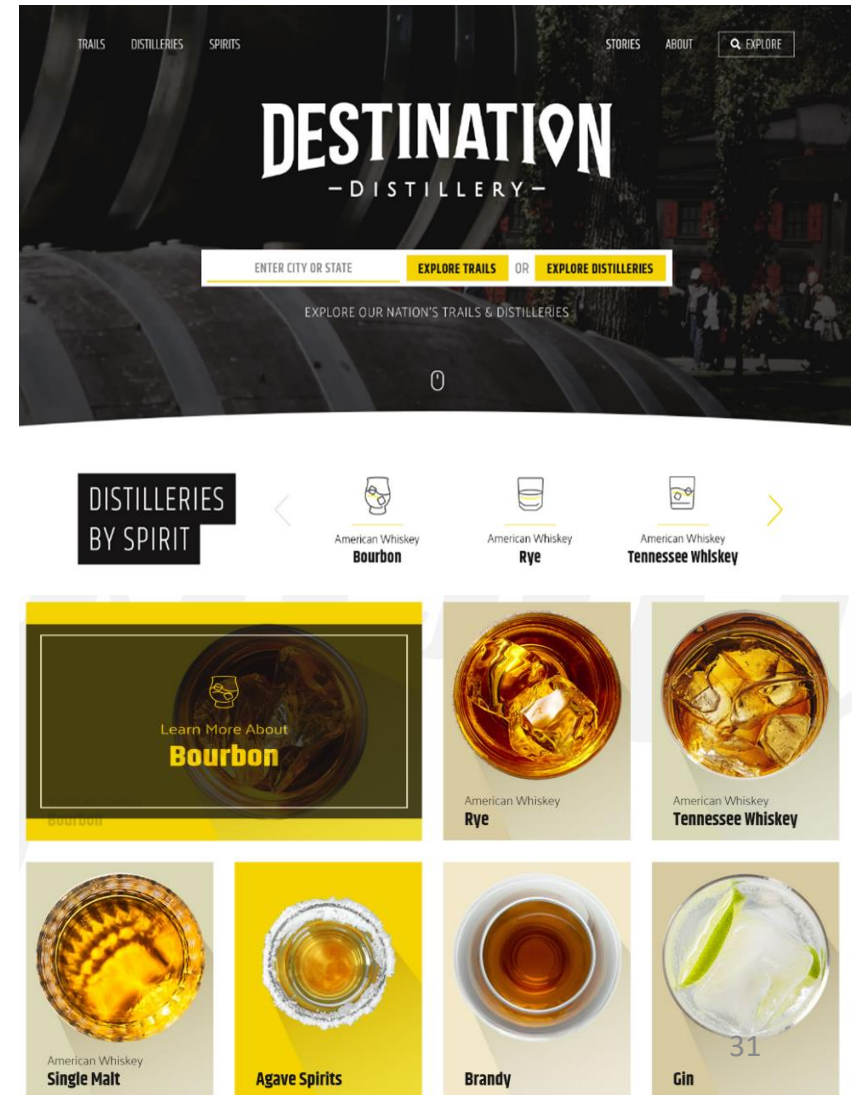 TRAILS DISTILLERIES SPIRITS STORIES ABOUT EXPLORE
DESTINATION
–DISTILLERY–
ENTER CITY OR STATE EXPLORE TRAILS OR EXPLORE DISTILLERIES
EXPLORE OUR NATION'S TRAILS & DISTILLERIES
DISTILLERIES
BY SPIRIT
American Whiskey
Bourbon
American Whiskey
Rye
American Whiskey
Tennessee Whiskey
Learn More About
Bourbon
Bourbon
American Whiskey
Rye
American Whiskey
Tennessee Whiskey
American Whiskey
Single Malt
Agave Spirits
Brandy
Gin
31